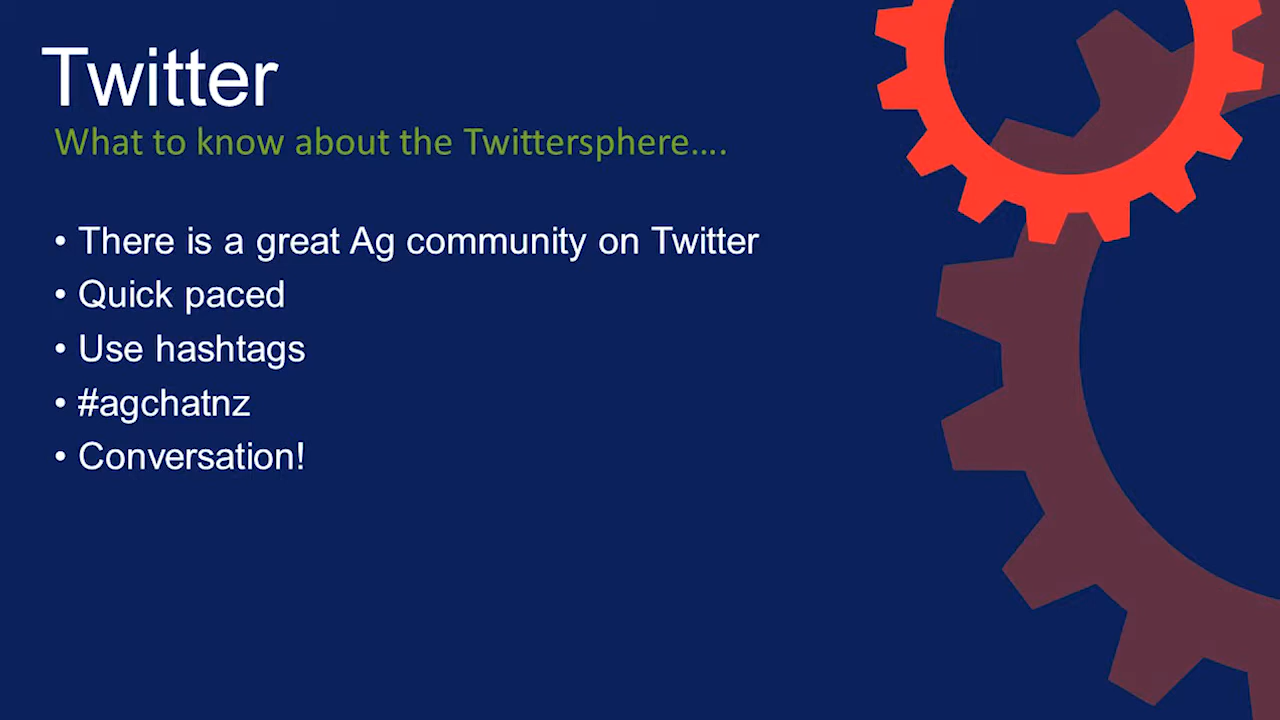 Twitter
What to know about the Twittersphere....
• There is a great Ag community on Twitter
• Quick paced
• Use hashtags
• #agchatnz
• Conversation!